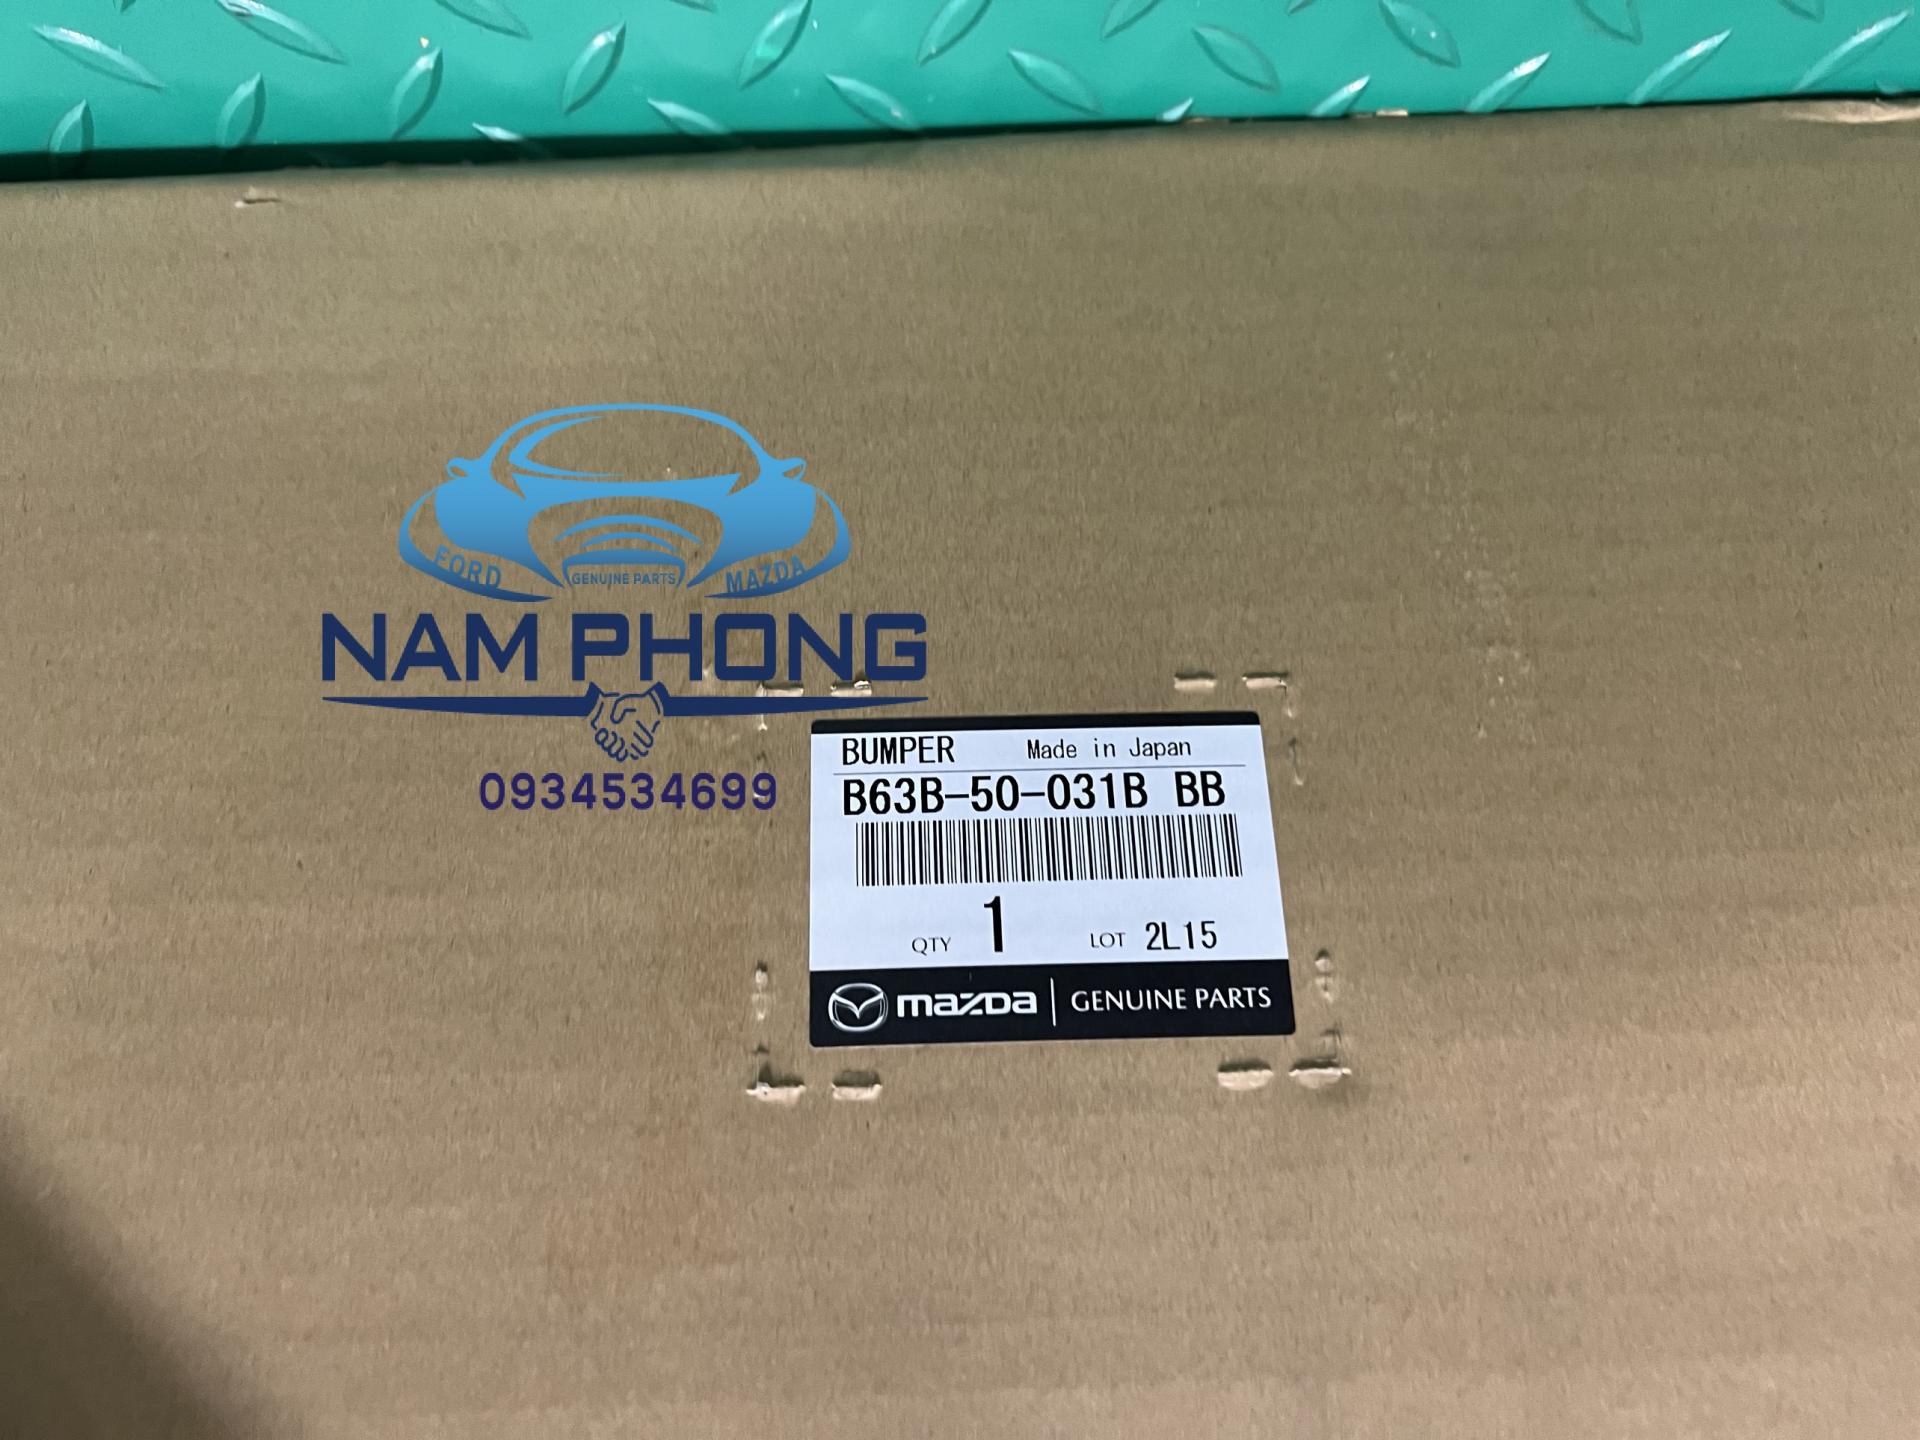 FORD
GENUINE PARTS
MAZDA
NAM PHONG
0934534699
BUMPER Made in Japan
B63B-50-031B BB
QTY 1 LOT 2L15
mazda GENUINE PARTS